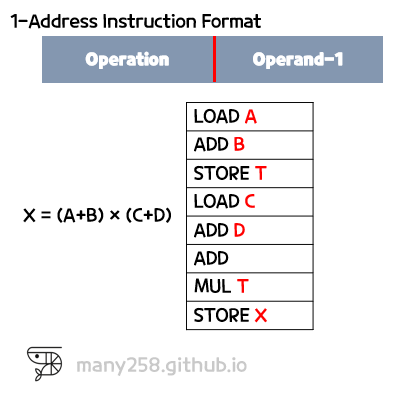 1-Address Instruction Format
Operation Operand-1
LOAD A
ADD B
STORE T
LOAD C
ADD D
ADD
MUL T
STORE X
X = (A+B) × (C+D)
many258.github.io